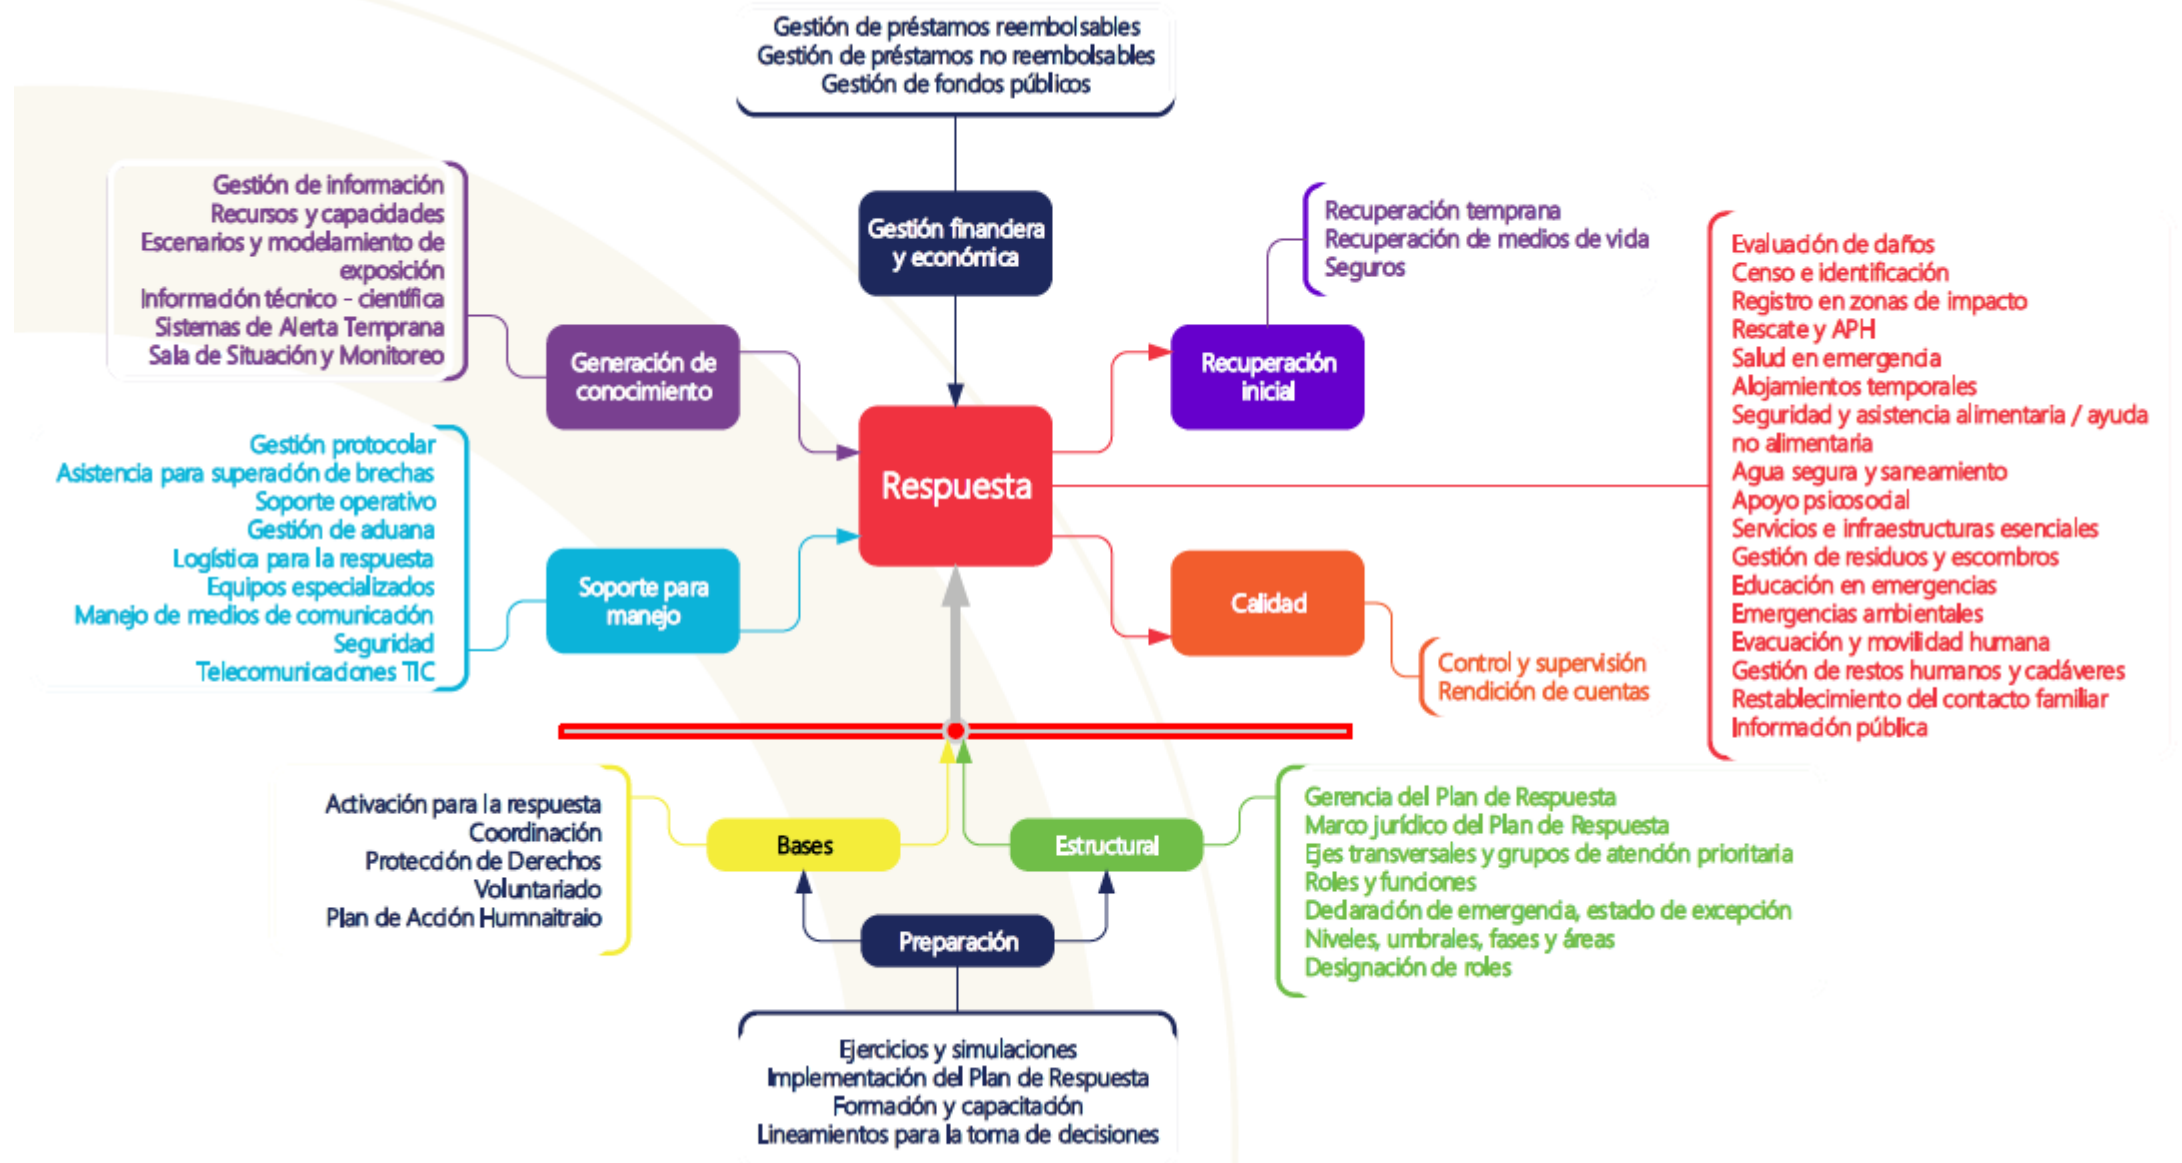 Gestión de préstamos reembolsables
Gestión de préstamos no reembolsables
Gestión de fondos públicos
Gestión financiera
y económica
Gestión de información
Recursos y capacidades
Escenarios y modelamiento de
exposición
Información técnico - científica
Sistemas de Alerta Temprana
Sala de Situación y Monitoreo
Generación de
conocimiento
Recuperación temprana
Recuperación de medios de vida
Seguros
Recuperación
inicial
Gestión protocolar
Asistencia para superación de brechas
Soporte operativo
Gestión de aduana
Logística para la respuesta
Equipos especializados
Manejo de medios de comunicación
Seguridad
Telecomunicaciones TIC
Soporte para
manejo
Respuesta
Evaluación de daños
Censo e identificación
Registro en zonas de impacto
Rescate y APH
Salud en emergencia
Alojamientos temporales
Seguridad y asistencia alimentaria / ayuda
no alimentaria
Agua segura y saneamiento
Apoyo psicosocial
Servicios e infraestructuras esenciales
Gestión de residuos y escombros
Educación en emergencias
Emergencias ambientales
Evacuación y movilidad humana
Gestión de restos humanos y cadáveres
Restablecimiento del contacto familiar
Información pública
Calidad
Control y supervisión
Rendición de cuentas
Activación para la respuesta
Coordinación
Protección de Derechos
Voluntariado
Plan de Acción Humnaitraio
Bases
Estructural
Gerencia del Plan de Respuesta
Marco jurídico del Plan de Respuesta
Ejes transversales y grupos de atención prioritaria
Roles y funciones
Declaración de emergencia, estado de excepción
Niveles, umbrales, fases y áreas
Designación de roles
Preparación
Ejercicios y simulaciones
Implementación del Plan de Respuesta
Formación y capacitación
Lineamientos para la toma de decisiones